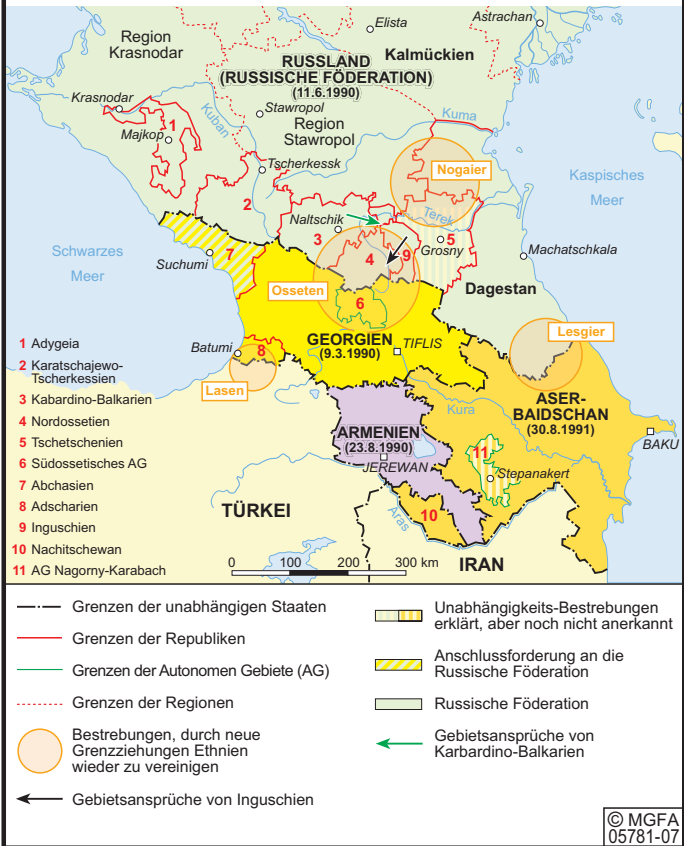 Elista
Astrachan
Region
Krasnodar
Kalmückien
RUSSLAND
(RUSSISCHE FÖDERATION)
(11.6.1990)
Krasnodar
Kuban
Stawropol
Region
Stawropol
Kuma
1
Majkop
Tscherkessk
Nogaier
Kaspisches
Meer
2
Naltschik
Terek
3
4
9
5
Grosny
Machatschkala
Schwarzes
Meer
7
Suchumi
Osseten
6
Dagestan
GEORGIEN
(9.3.1990)
TIFLIS
Lesgier
Batumi
8
Lasen
Kura
ASER-
BAIDSCHAN
(30.8.1991)
BAKU
ARMENIEN
(23.8.1990)
JEREWAN
11
Stepanakert
TÜRKEI
10
Aras
IRAN
1 Adygeia
2 Karatschajewo-
Tscherkessien
3 Kabardino-Balkarien
4 Nordossetien
5 Tschetschenien
6 Südossetisches AG
7 Abchasien
8 Adscharien
9 Inguschien
10 Nachitschewan
11 AG Nagorny-Karabach
0 100 200 300 km
Grenzen der unabhängigen Staaten
Grenzen der Republiken
Grenzen der Autonomen Gebiete (AG)
Grenzen der Regionen
Bestrebungen, durch neue
Grenzziehungen Ethnien
wieder zu vereinigen
Gebietsansprüche von Inguschien
Unabhängigkeits-Bestrebungen
erklärt, aber noch nicht anerkannt
Anschlussforderung an die
Russische Föderation
Russische Föderation
Gebietsansprüche von
Karbardino-Balkarien
© MGFA
05781-07